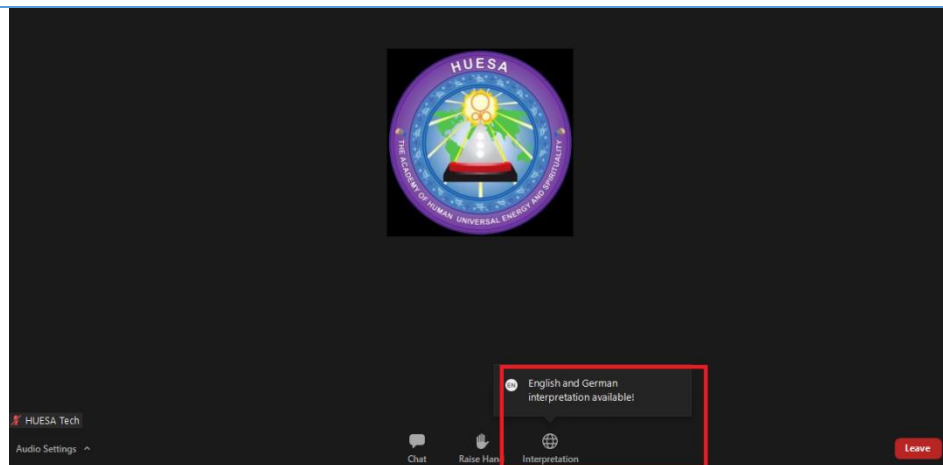 HUESA
THE ACADEMY OF HUMAN UNIVERSAL ENERGY AND SPIRITUALITY
EN English and German
interpretation available!
HUESA Tech
Audio Settings
Chat Raise Hand Interpretation
Leave